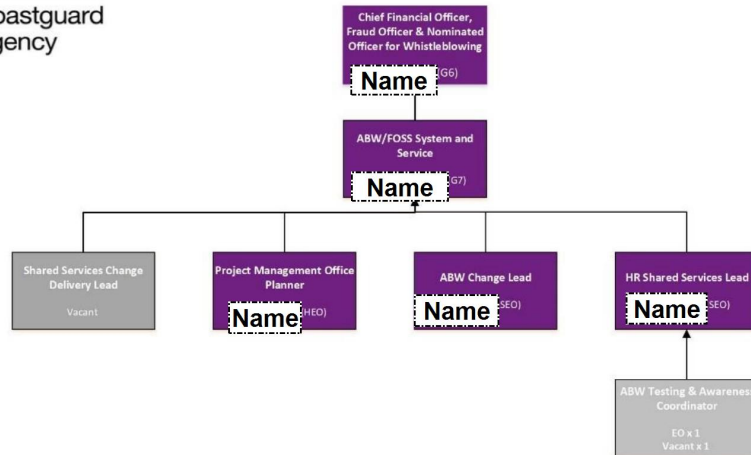 oastguard
gency
Chief Financial Officer,
Fraud Officer & Nominated
Officer for Whistleblowing
Name (G6)
ABW/FOSS System and
Service
Name (G7)
Shared Services Change
Delivery Lead
Vacant
Project Management Office
Planner
Name (HEO)
ABW Change Lead
Name (SEO)
HR Shared Services Lead
Name (SEO)
ABW Testing & Awareness
Coordinator
EO x 1
Vacant x 1